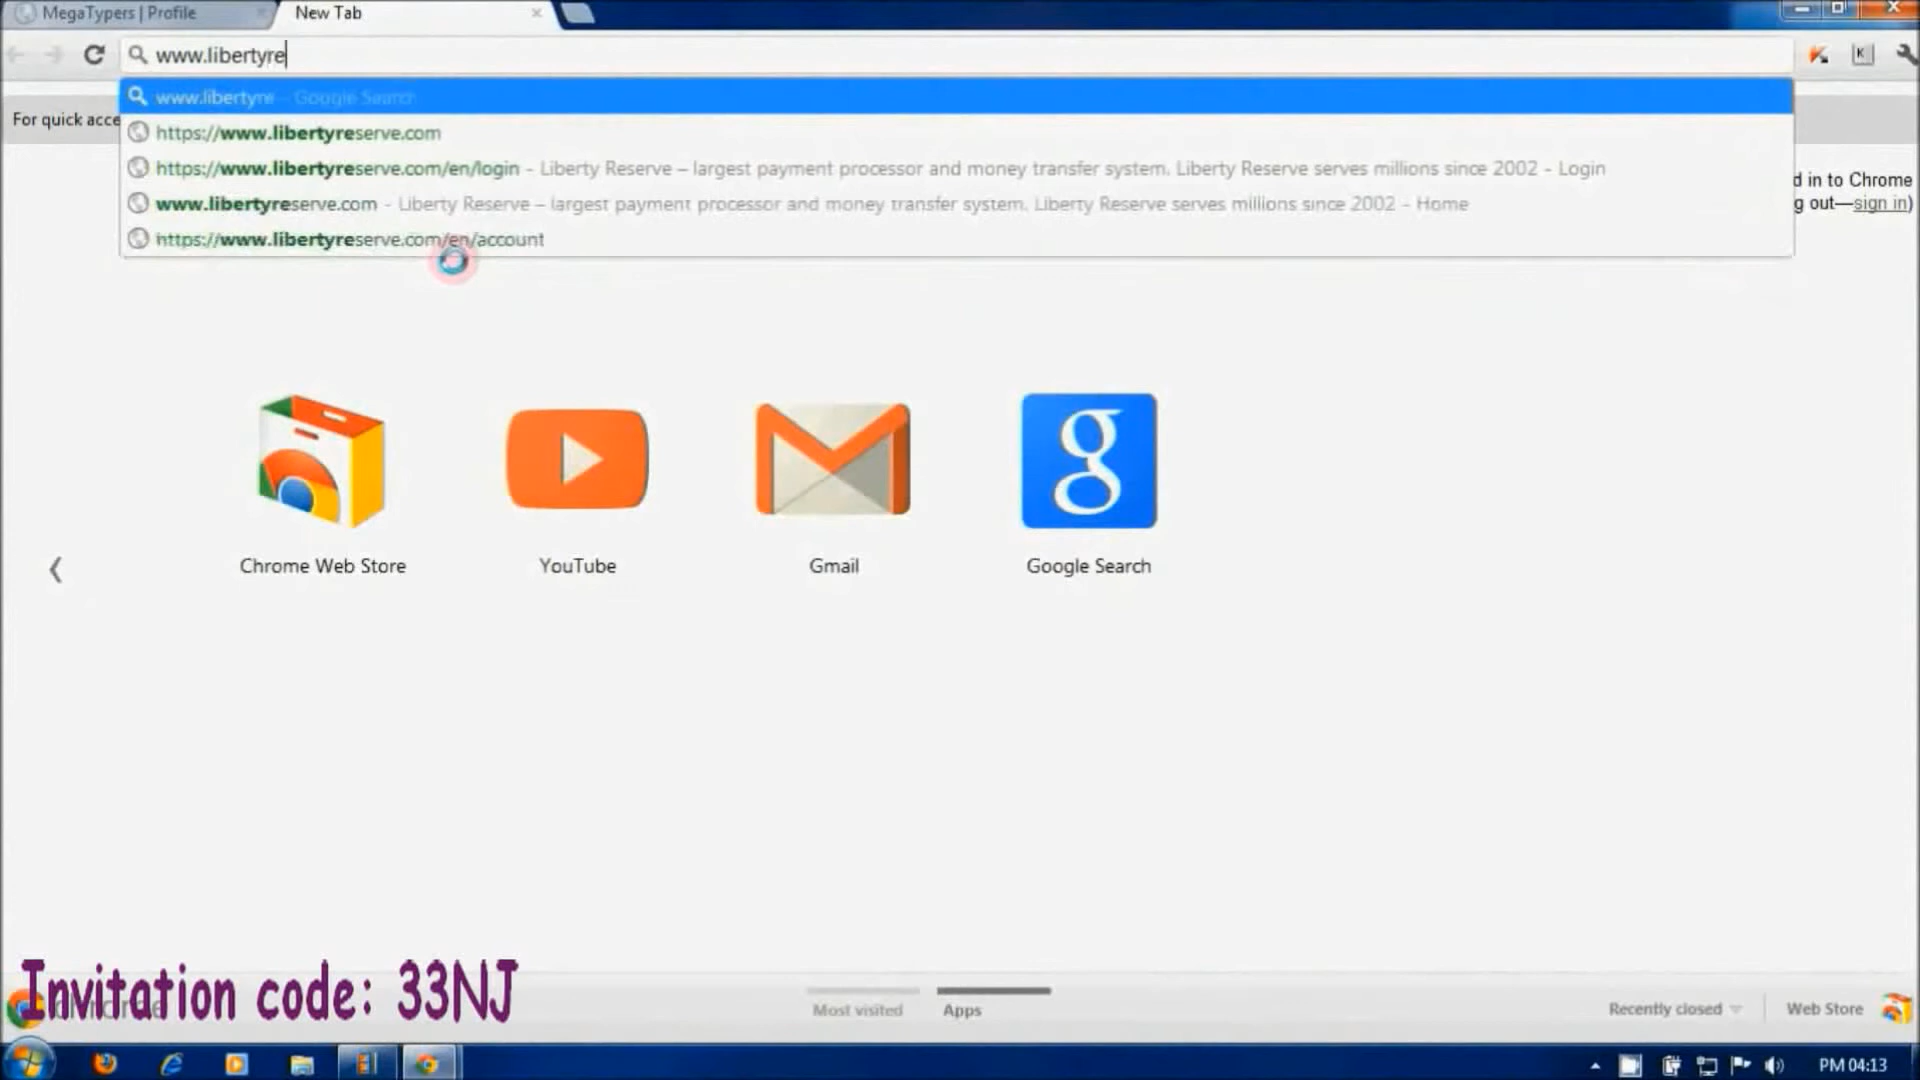 MegaTypers | Profile
New Tab
www.libertyre
www.libertyre - Google Search
For quick acce
https://www.libertyreserve.com
https://www.libertyreserve.com/en/login - Liberty Reserve – largest payment processor and money transfer system. Liberty Reserve serves millions since 2002 - Login
d in to Chrome
www.libertyreserve.com - Liberty Reserve – largest payment processor and money transfer system. Liberty Reserve serves millions since 2002 - Home
g out—sign in)
https://www.libertyreserve.com/en/account
Chrome Web Store
YouTube
Gmail
Google Search
Invitation code: 33NJ
Most visited
Apps
Recently closed
Web Store
PM 04:13